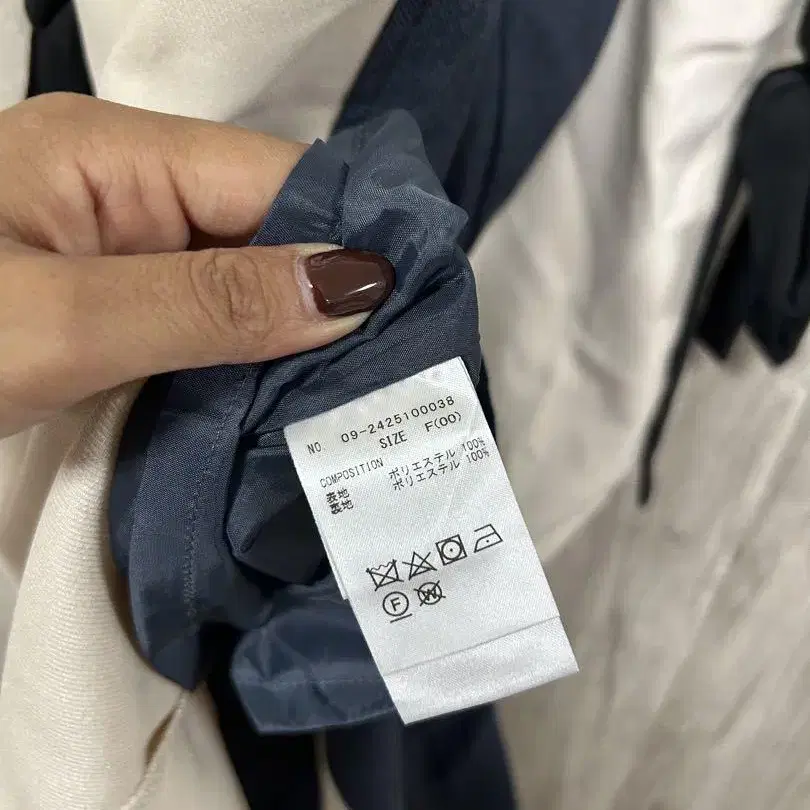 NO. 09-2425100038
SIZE F(00)
COMPOSITION
表地 ポリエステル 100%
裏地 ポリエステル 100%
F W